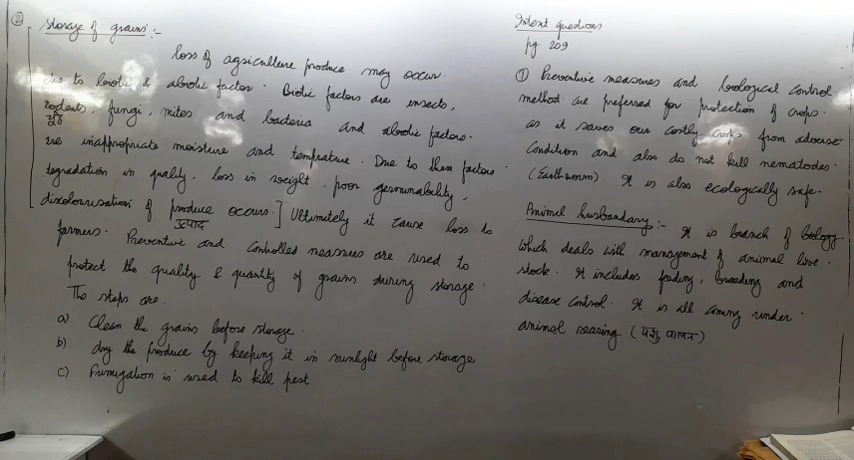 ② Storage of grains :-
loss of agriculture produce may occur.
due to biotic & abiotic factor. Biotic factors are insects,
rodents, fungi, mites and bacteria and abiotic factors.
are inappropriate moisture and temprature. Due to these factors
degradation in quality, loss in weight, poor germinability,
discolourisation of produce occurs.] Ultimately it cause loss to
उत्पाद
farmers. Preventive and controlled measures are used to
protect the quality & quantity of grains during storage.
The steps are.
a) Clean the grains before storage.
b) dry the produce by keeping it in sunlight before storage
c) Fumigation is used to kill pest
Intext questions
pg 209
① Preventive measures and biological control
method are preferred for protection of crops.
as it saves our costly crops from adverse
condition and also do not kill nematodes.
(Earthworm) It is also ecologically safe.
Animal husbandary :- It is branch of biology
which deals with management of animal live
stock. It includes feeding, breeding and
disease control. It is all coming under
animal rearing (पशु पालन)